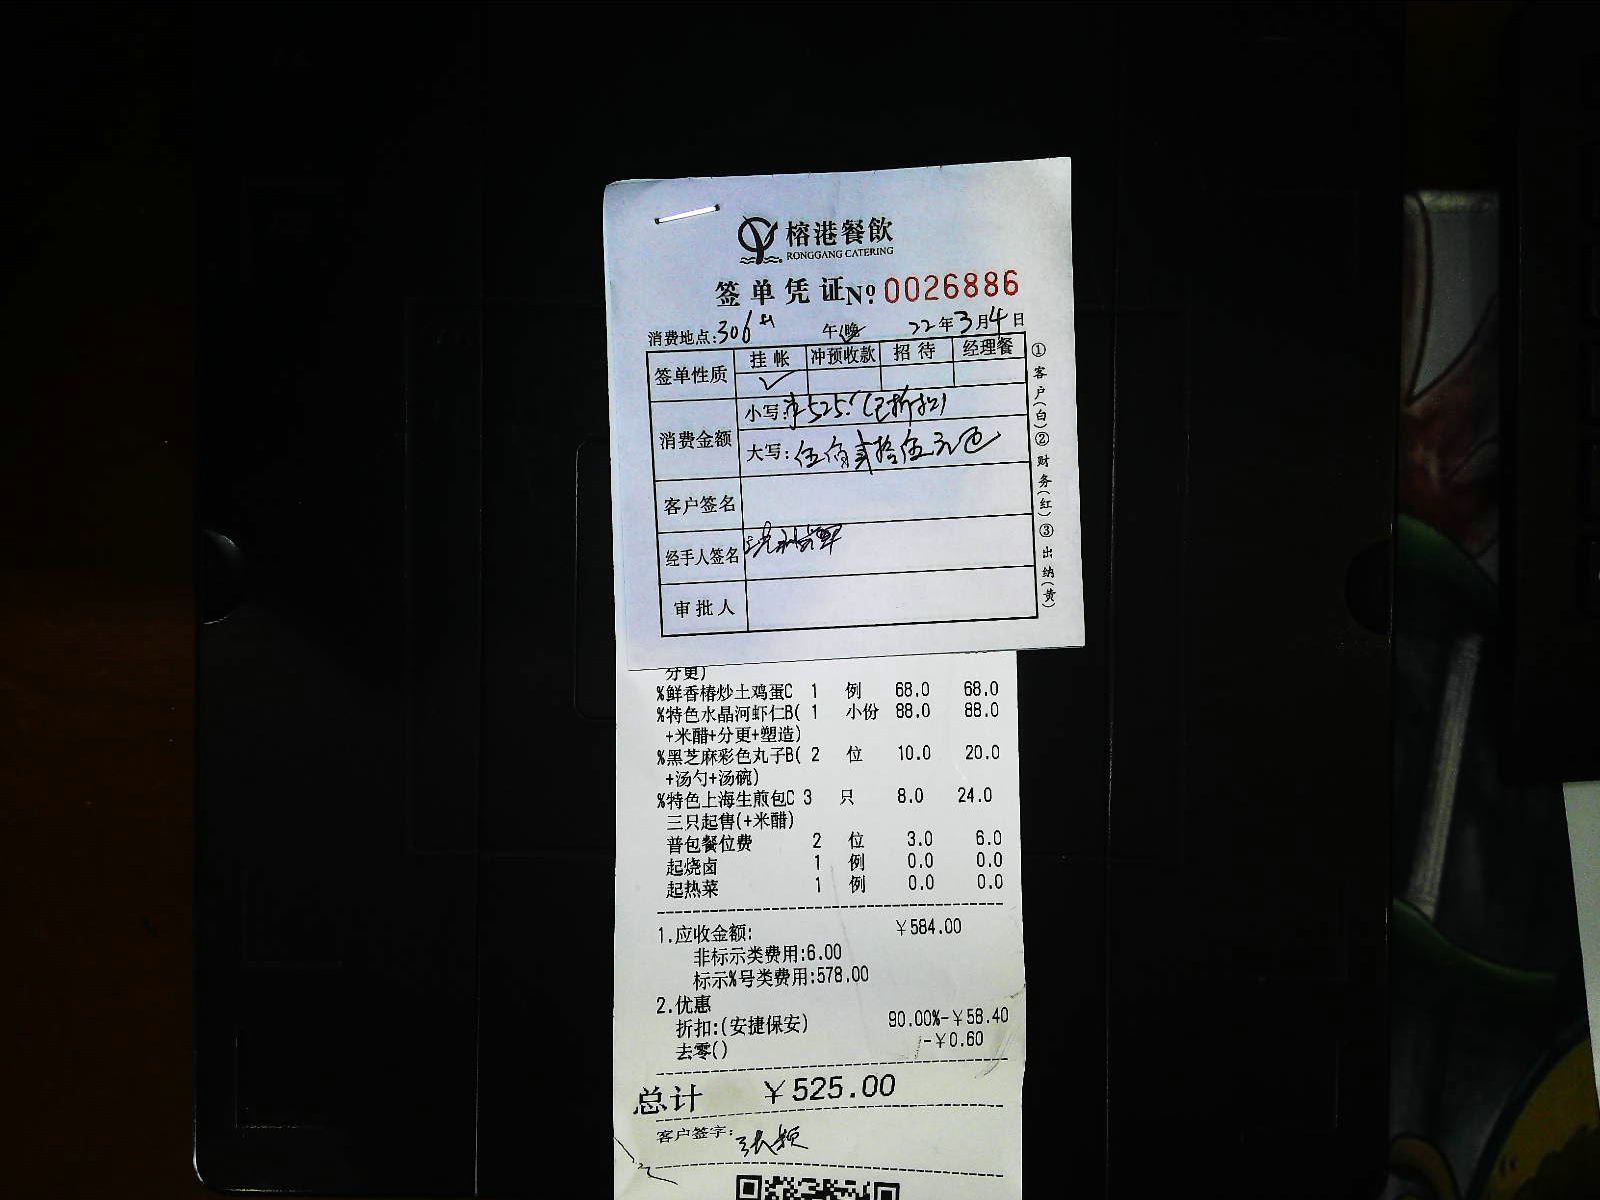 榕港餐飲
RONGGANG CATERING
签单凭证 Nº 0026886
消费地点:306 午(晚 22年3月4日
签单性质 挂帐 冲预收款 招待 经理餐
✓
消费金额 小写:¥525.(已折扣)
大写:伍佰贰拾伍元
客户签名
经手人签名
审批人
①客户(白)②财务(红)③出纳(黄)
分更)
%鲜香椿炒土鸡蛋C 1 例 68.0 68.0
%特色水晶河虾仁B( 1 小份 88.0 88.0
+米醋+分更+塑造)
%黑芝麻彩色丸子B( 2 位 10.0 20.0
+汤勺+汤碗)
%特色上海生煎包C 3 只 8.0 24.0
三只起售(+米醋)
普包餐位费 2 位 3.0 6.0
起烧卤 1 例 0.0 0.0
起热菜 1 例 0.0 0.0
1.应收金额: ￥584.00
非标示类费用:6.00
标示%号类费用:578.00
2.优惠
折扣:(安捷保安) 90.00%-￥58.40
去零() -￥0.60
总计 ￥525.00
客户签字: